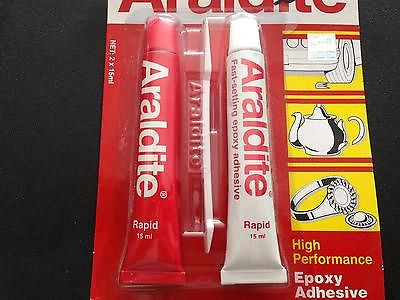 Araldite
NET: 2 x 15ml
Araldite®
Rapid
15 ml
Araldite
Araldite®
Fast-setting epoxy adhesive
Rapid
15 ml
High
Performance
Epoxy
Adhesive